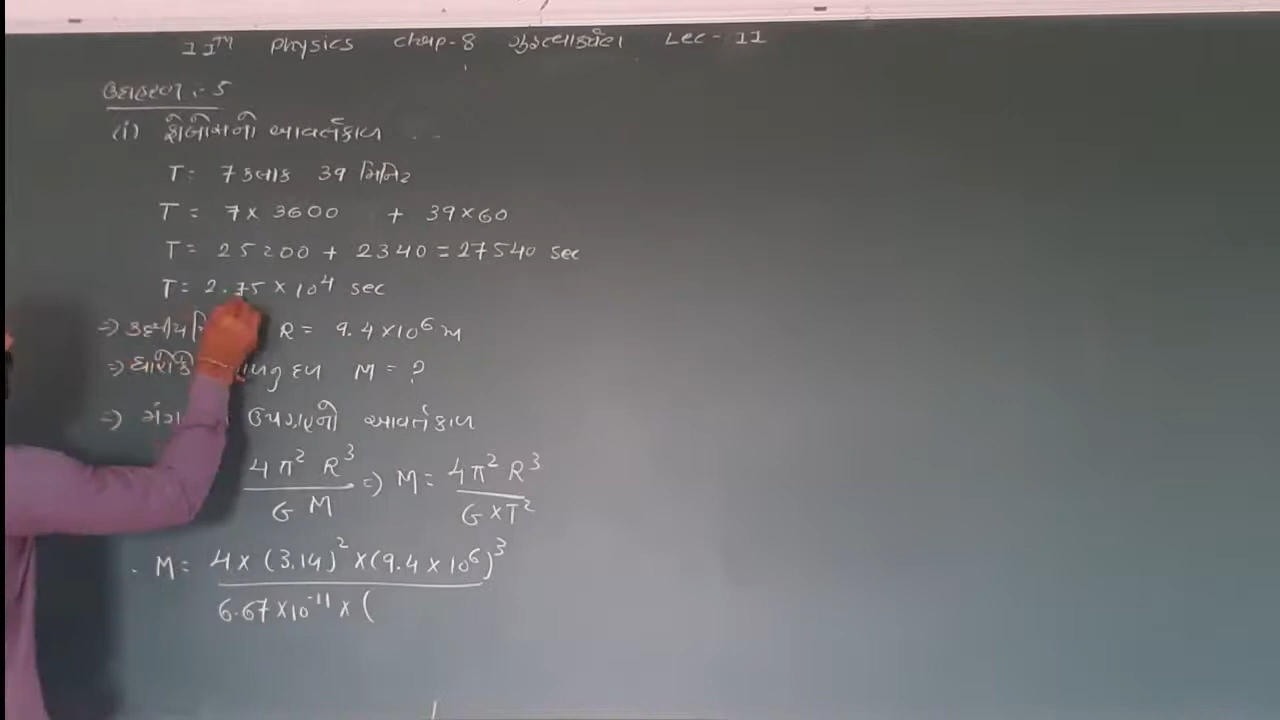 11TH Physics chap-8 ગુરુત્વાકર્ષણ Lec-11
ઉદાહરણ :- 5
(i) ફોબોસનો આવર્તકાળ
T = 7 કલાક 39 મિનિટ
T = 7 × 3600 + 39 × 60
T = 25200 + 2340 = 27540 sec
T = 2.75 × 10⁴ sec
⇒ R = 9.4 × 10⁶ m
⇒ દળ M = ?
⇒ ઉપગ્રહનો આવર્તકાળ
4π² R³ / G M ⇒ M = 4π² R³ / G × T²
M = 4 × (3.14)² × (9.4 × 10⁶)³
6.67 × 10⁻¹¹ × (